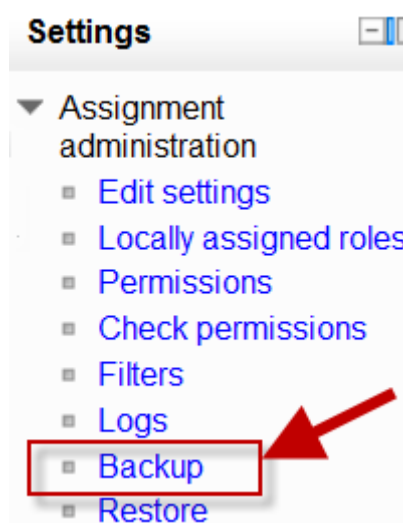 Settings
Assignment
administration
Edit settings
Locally assigned roles
Permissions
Check permissions
Filters
Logs
Backup
Restore